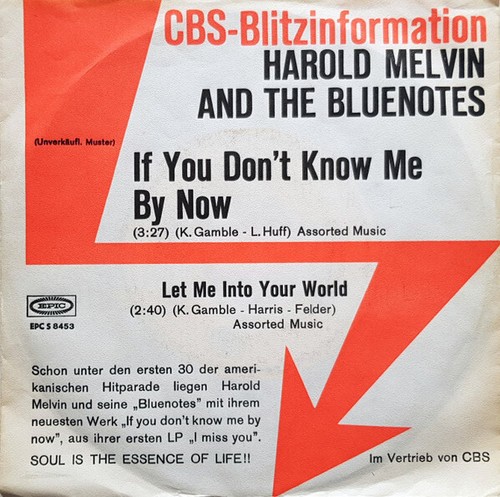 CBS-Blitzinformation
HAROLD MELVIN
AND THE BLUENOTES
(Unverkäufl. Muster)
If You Don't Know Me
By Now
(3:27) (K. Gamble - L. Huff) Assorted Music
Let Me Into Your World
(2:40) (K. Gamble - Harris - Felder)
Assorted Music
EPIC
EPC S 8453
Schon unter den ersten 30 der ameri-
kanischen Hitparade liegen Harold
Melvin und seine „Bluenotes" mit ihrem
neuesten Werk „If you don't know me by
now", aus ihrer ersten LP „I miss you".
SOUL IS THE ESSENCE OF LIFE!!
Im Vertrieb von CBS